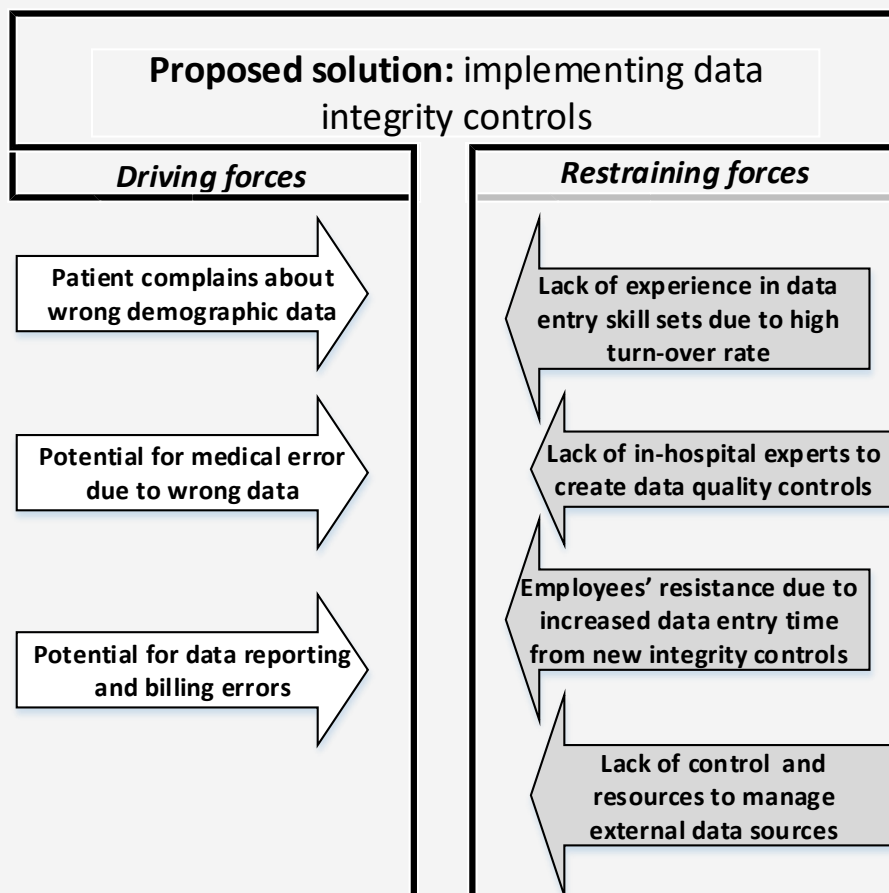 Proposed solution: implementing data
integrity controls
Driving forces
Patient complains about
wrong demographic data
Potential for medical error
due to wrong data
Potential for data reporting
and billing errors
Restraining forces
Lack of experience in data
entry skill sets due to high
turn-over rate
Lack of in-hospital experts to
create data quality controls
Employees’ resistance due to
increased data entry time
from new integrity controls
Lack of control and
resources to manage
external data sources